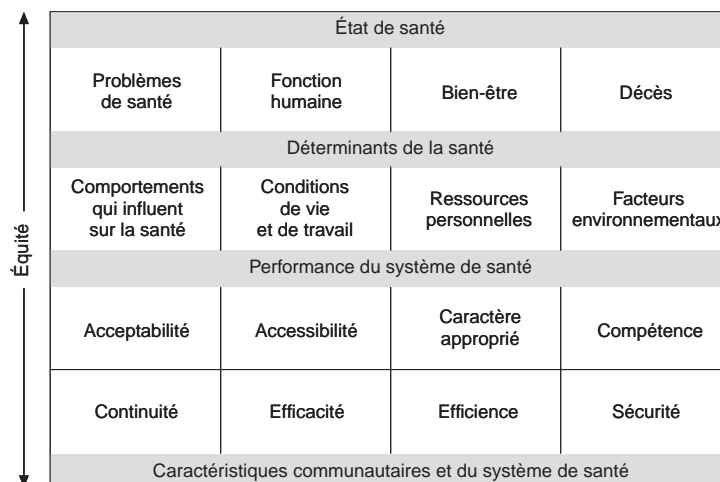 État de santé
Problèmes
de santé
Fonction
humaine
Bien-être
Décès
Déterminants de la santé
Comportements
qui influent
sur la santé
Conditions
de vie
et de travail
Ressources
personnelles
Facteurs
environnementaux
Équité
Performance du système de santé
Acceptabilité
Accessibilité
Caractère
approprié
Compétence
Continuité
Efficacité
Efficience
Sécurité
Caractéristiques communautaires et du système de santé